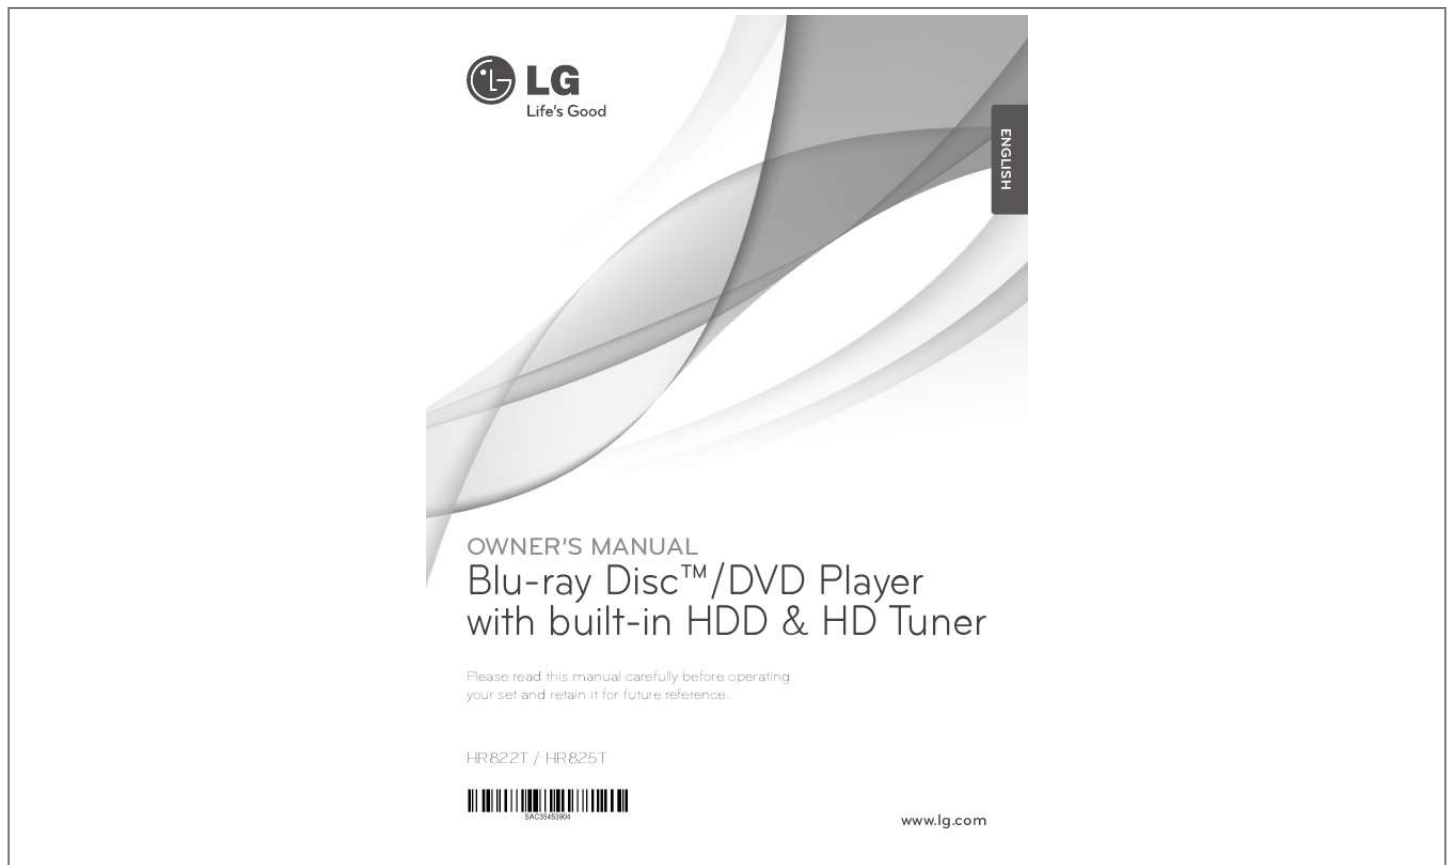 LG
Life's Good
ENGLISH
OWNER'S MANUAL
Blu-ray Disc™/DVD Player
with built-in HDD & HD Tuner
Please read this manual carefully before operating
your set and retain it for future reference..
HR822T / HR825T
SAC35453904
www.lg.com